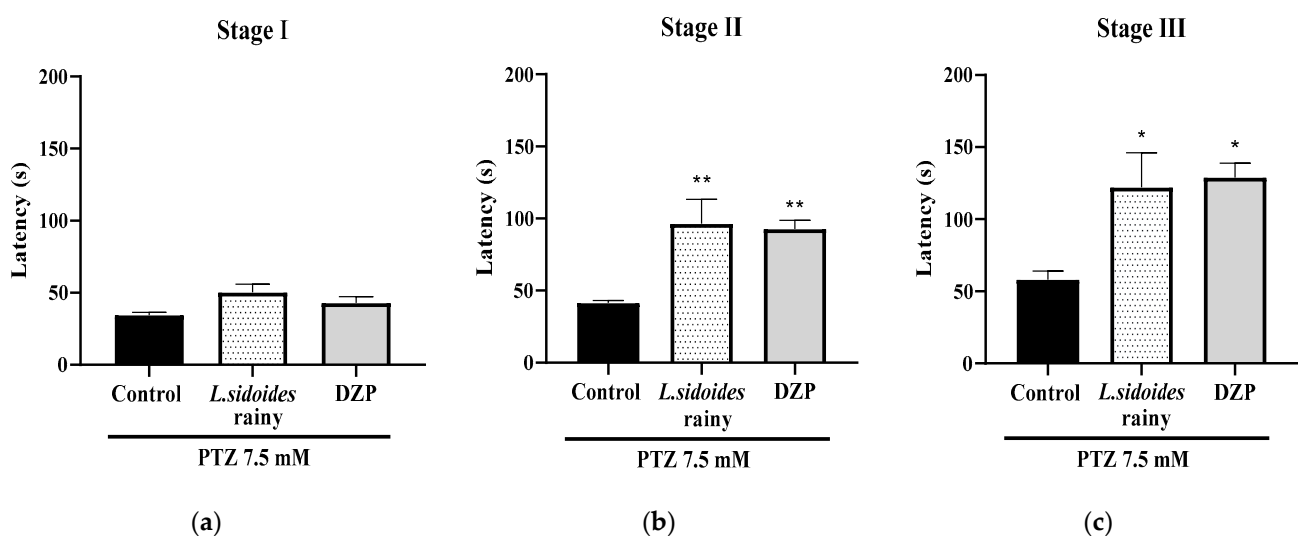 Stage I
Latency (s)
200
150
100
50
0
Control
L.sidoides
rainy
DZP
PTZ 7.5 mM
(a)
Stage II
Latency (s)
200
150
100
50
0
**
**
Control
L.sidoides
rainy
DZP
PTZ 7.5 mM
(b)
Stage III
Latency (s)
200
150
100
50
0
*
*
Control
L.sidoides
rainy
DZP
PTZ 7.5 mM
(c)